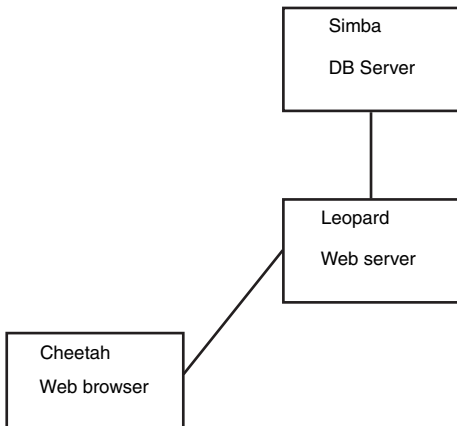 Simba
DB Server
Leopard
Web server
Cheetah
Web browser